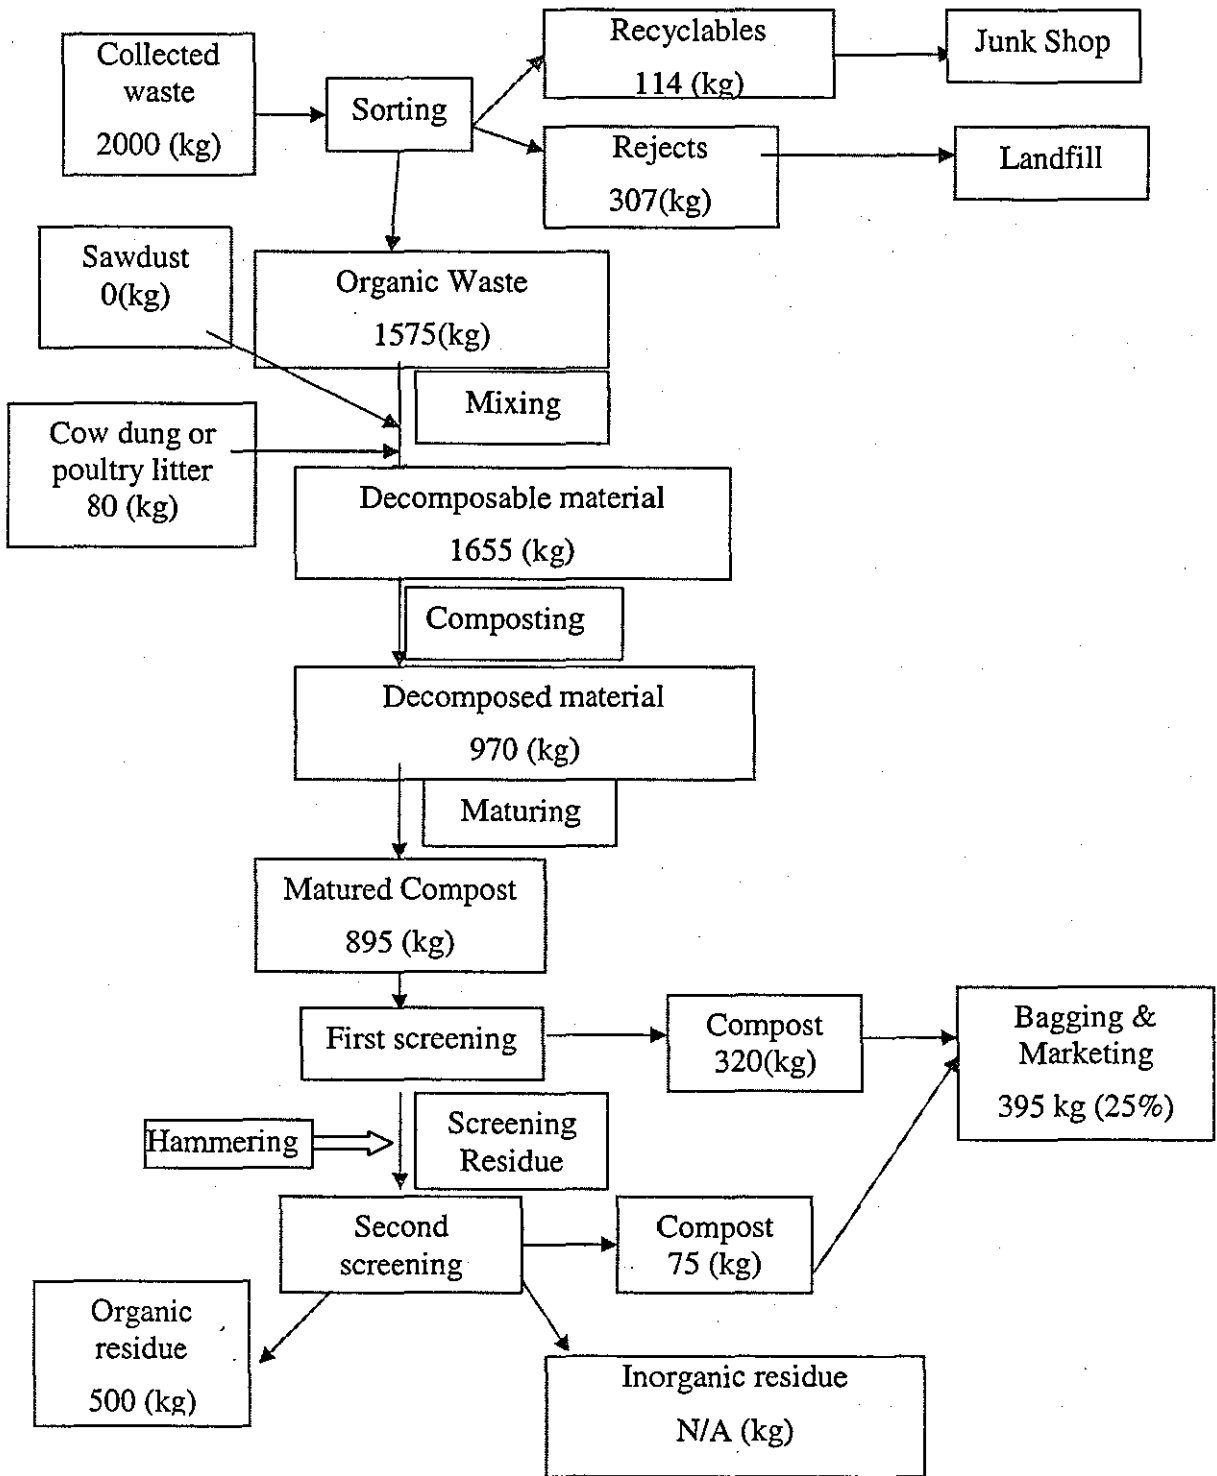 Collected
waste
2000 (kg)
Sorting
Recyclables
114 (kg)
Junk Shop
Rejects
307(kg)
Landfill
Sawdust
0(kg)
Organic Waste
1575(kg)
Mixing
Cow dung or
poultry litter
80 (kg)
Decomposable material
1655 (kg)
Composting
Decomposed material
970 (kg)
Maturing
Matured Compost
895 (kg)
First screening
Compost
320(kg)
Bagging &
Marketing
395 kg (25%)
Hammering
Screening
Residue
Second
screening
Compost
75 (kg)
Organic
residue
500 (kg)
Inorganic residue
N/A (kg)